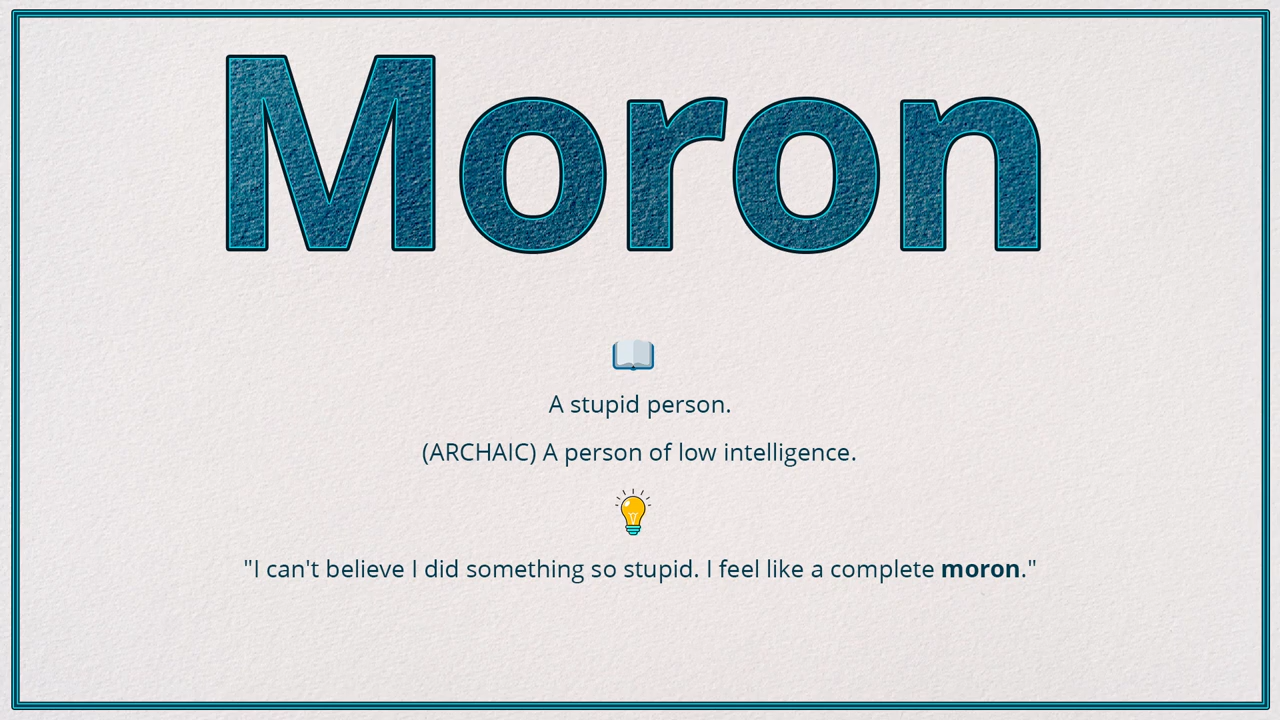 Moron
A stupid person.
(ARCHAIC) A person of low intelligence.
"I can't believe I did something so stupid. I feel like a complete moron."